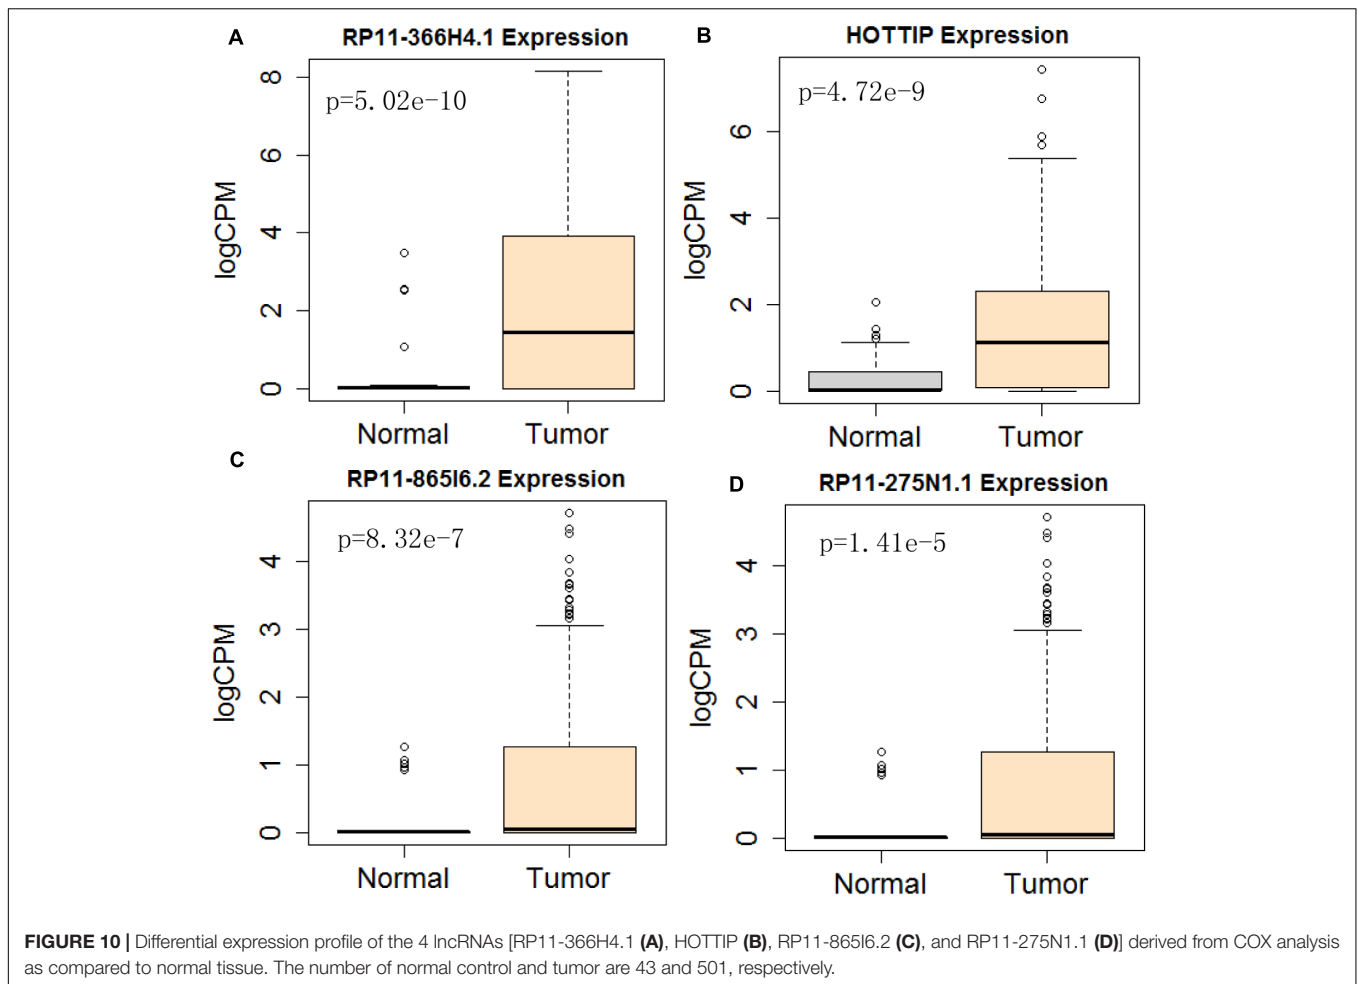 A
RP11-366H4.1 Expression
p=5.02e-10
logCPM
8
6
4
2
0
Normal
Tumor
B
HOTTIP Expression
p=4.72e-9
logCPM
6
4
2
0
Normal
Tumor
C
RP11-865I6.2 Expression
p=8.32e-7
logCPM
4
3
2
1
0
Normal
Tumor
D
RP11-275N1.1 Expression
p=1.41e-5
logCPM
4
3
2
1
0
Normal
Tumor
FIGURE 10 | Differential expression profile of the 4 lncRNAs [RP11-366H4.1 (A), HOTTIP (B), RP11-865I6.2 (C), and RP11-275N1.1 (D)] derived from COX analysis
as compared to normal tissue. The number of normal control and tumor are 43 and 501, respectively.